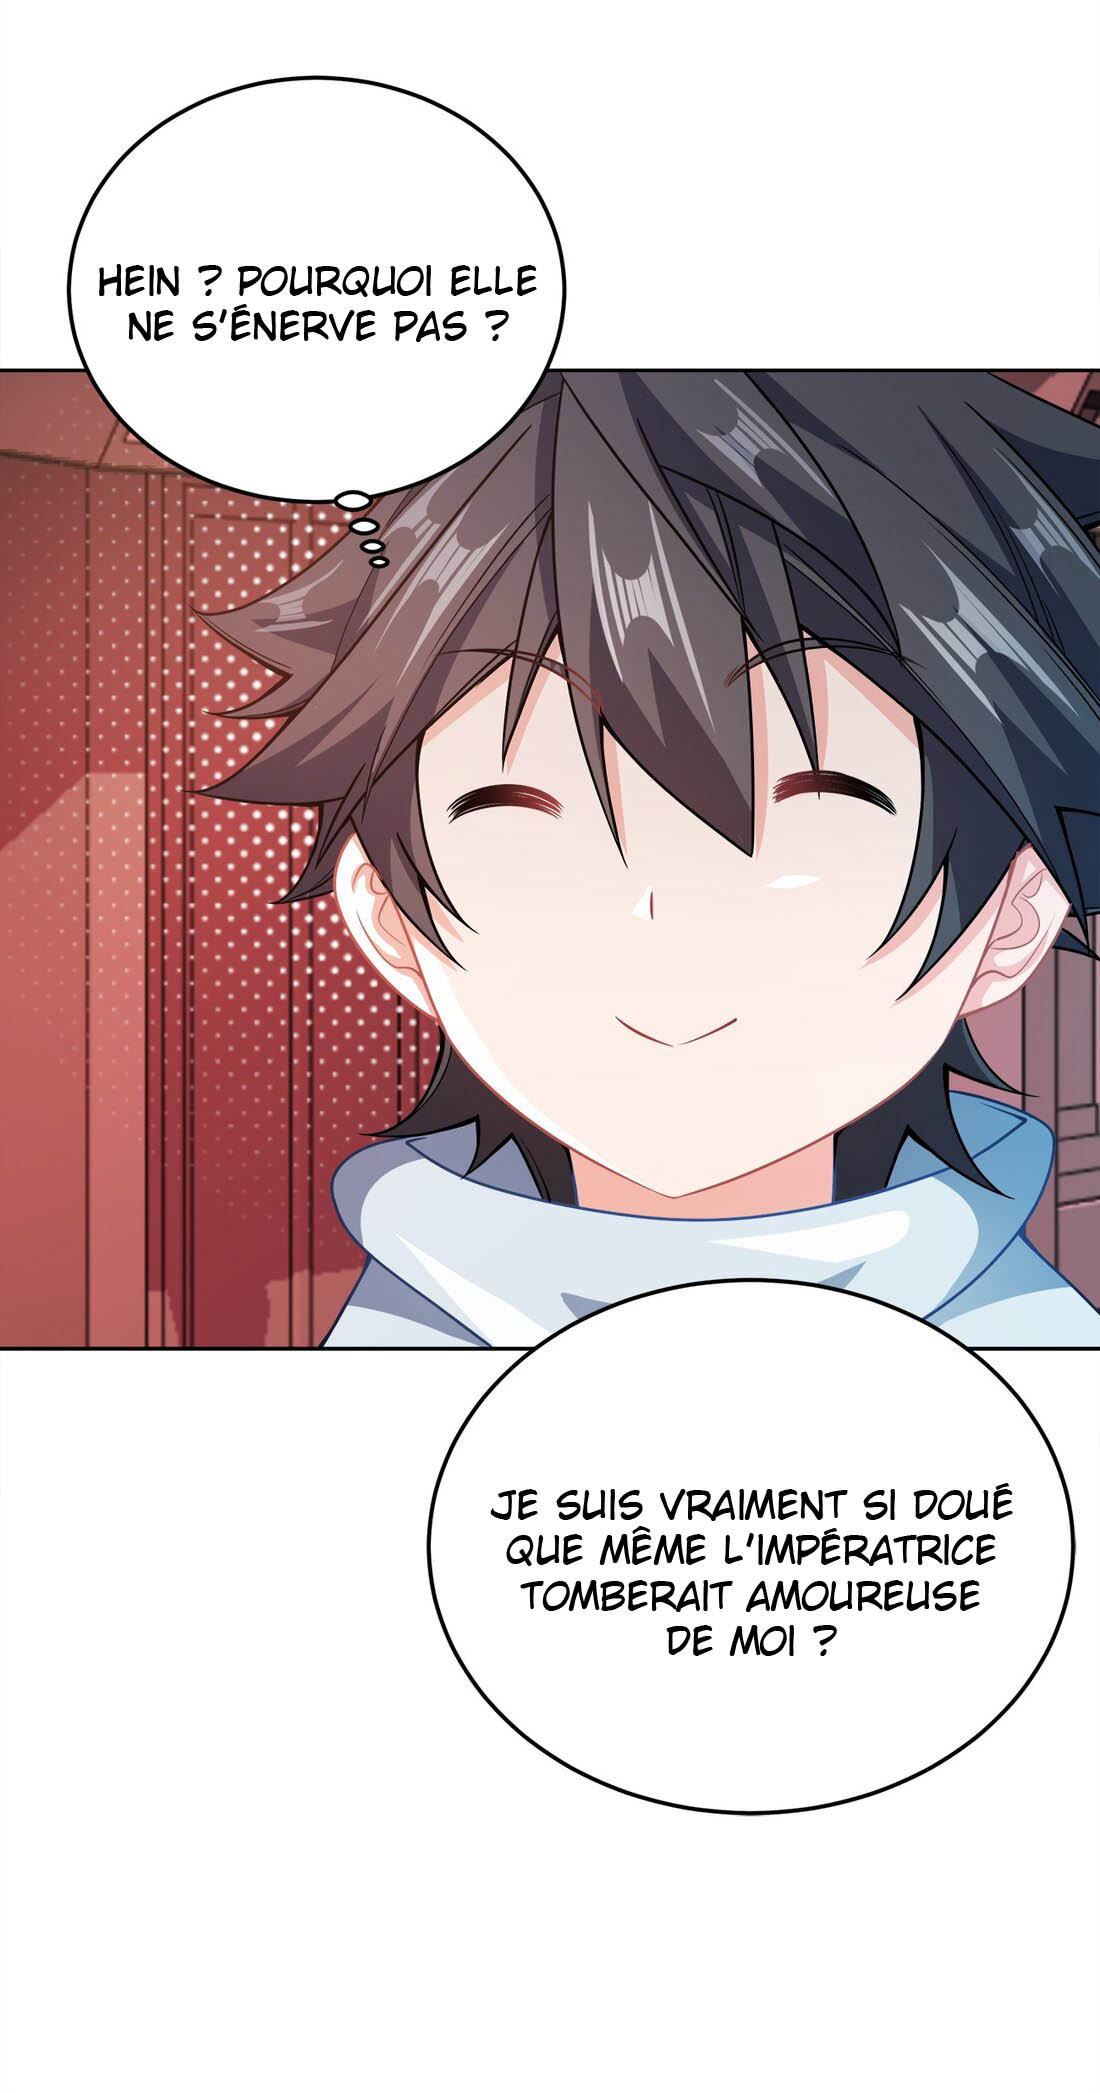 HEIN ? POURQUOI ELLE
NE S'ÉNERVE PAS ?
JE SUIS VRAIMENT SI DOUÉ
QUE MÊME L'IMPÉRATRICE
TOMBERAIT AMOUREUSE
DE MOI ?